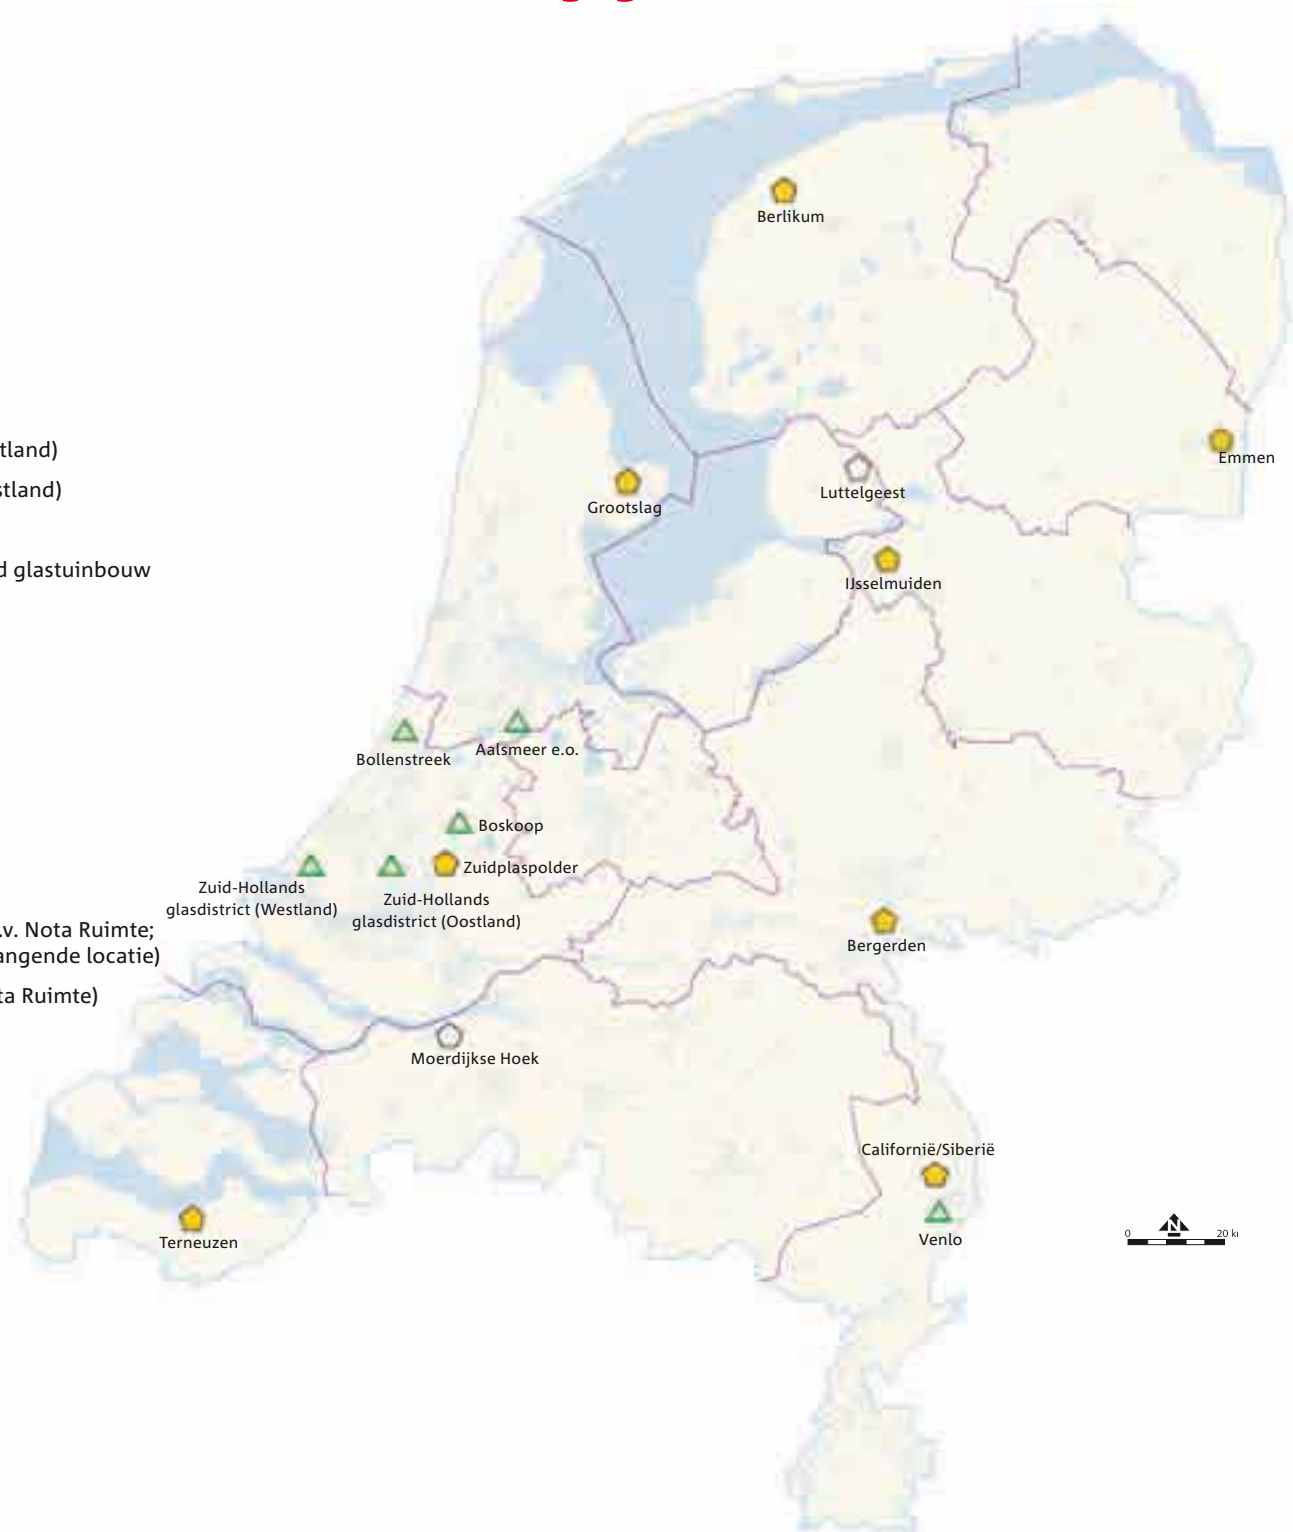 Berlikum
tland)
Emmen
stland)
Luttelgeest
Grootslag
d glastuinbouw
IJsselmuiden
Aalsmeer e.o.
Bollenstreek
Boskoop
Zuidplaspolder
Zuid-Hollands
glasdistrict (Westland)
Zuid-Hollands
glasdistrict (Oostland)
.v. Nota Ruimte;
angende locatie)
Bergerden
ta Ruimte)
Moerdijkse Hoek
Californië/Siberië
Venlo
Terneuzen
N
0 20 k